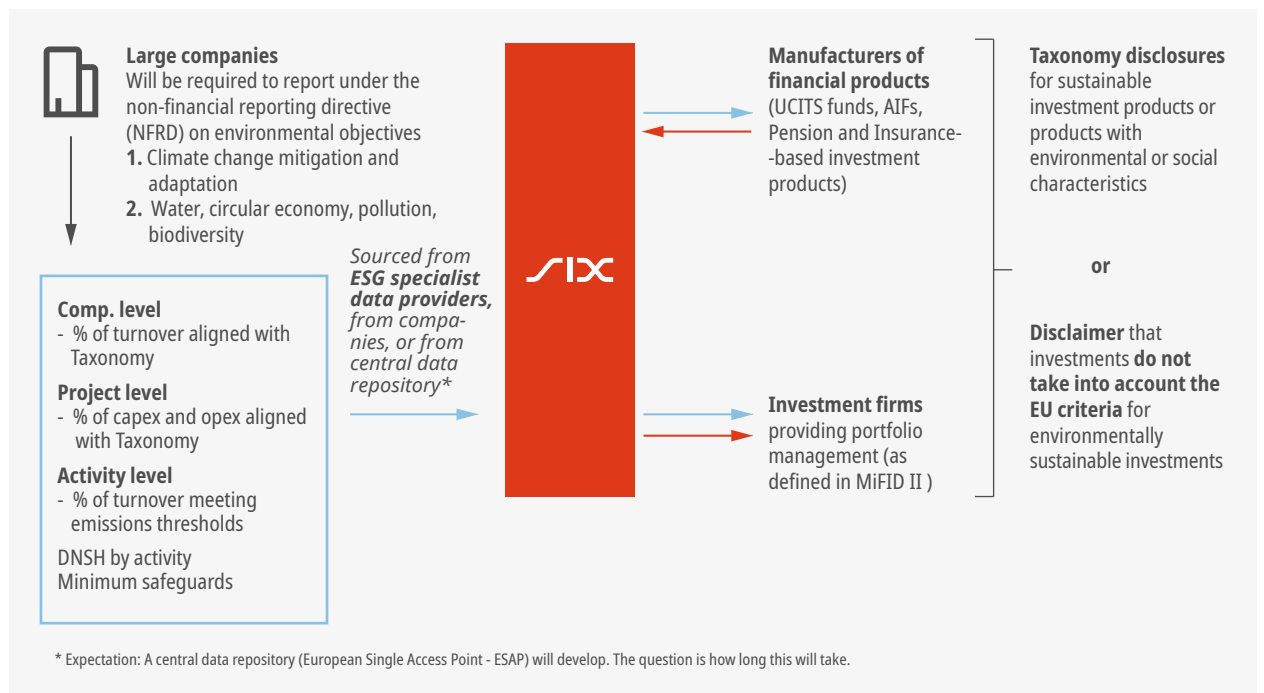 Large companies
Will be required to report under the
non-financial reporting directive
(NFRD) on environmental objectives
1. Climate change mitigation and
adaptation
2. Water, circular economy, pollution,
biodiversity
Comp. level
- % of turnover aligned with
Taxonomy
Project level
- % of capex and opex aligned
with Taxonomy
Activity level
- % of turnover meeting
emissions thresholds
DNSH by activity
Minimum safeguards
Sourced from
ESG specialist
data providers,
from compa-
nies, or from
central data
repository*
SIX
Manufacturers of
financial products
(UCITS funds, AIFs,
Pension and Insurance-
-based investment
products)
Investment firms
providing portfolio
management (as
defined in MiFID II )
Taxonomy disclosures
for sustainable
investment products or
products with
environmental or social
characteristics
or
Disclaimer that
investments do not
take into account the
EU criteria for
environmentally
sustainable investments
* Expectation: A central data repository (European Single Access Point - ESAP) will develop. The question is how long this will take.